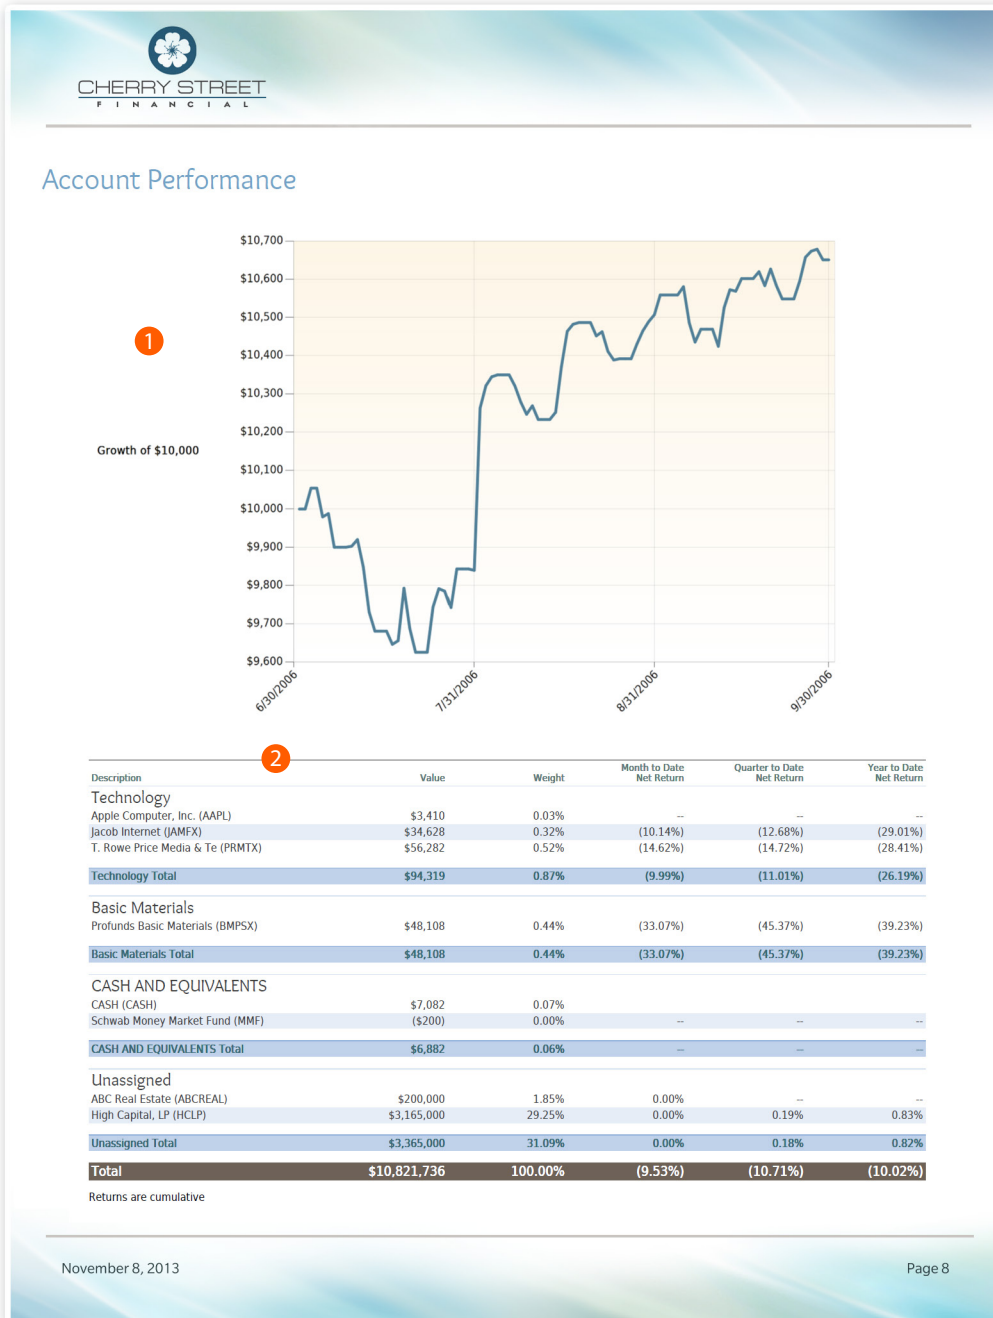 CHERRY STREET
FINANCIAL
Account Performance
1
Growth of $10,000
$10,700
$10,600
$10,500
$10,400
$10,300
$10,200
$10,100
$10,000
$9,900
$9,800
$9,700
$9,600
6/30/2006 7/31/2006 8/31/2006 9/30/2006
2
Description Value Weight Month to Date Net Return Quarter to Date Net Return Year to Date Net Return
Technology
Apple Computer, Inc. (AAPL) $3,410 0.03% -- -- --
Jacob Internet (JAMFX) $34,628 0.32% (10.14%) (12.68%) (29.01%)
T. Rowe Price Media & Te (PRMTX) $56,282 0.52% (14.62%) (14.72%) (28.41%)
Technology Total $94,319 0.87% (9.99%) (11.01%) (26.19%)
Basic Materials
Profunds Basic Materials (BMPSX) $48,108 0.44% (33.07%) (45.37%) (39.23%)
Basic Materials Total $48,108 0.44% (33.07%) (45.37%) (39.23%)
CASH AND EQUIVALENTS
CASH (CASH) $7,082 0.07%
Schwab Money Market Fund (MMF) ($200) 0.00% -- -- --
CASH AND EQUIVALENTS Total $6,882 0.06% -- -- --
Unassigned
ABC Real Estate (ABCREAL) $200,000 1.85% 0.00% -- --
High Capital, LP (HCLP) $3,165,000 29.25% 0.00% 0.19% 0.83%
Unassigned Total $3,365,000 31.09% 0.00% 0.18% 0.82%
Total $10,821,736 100.00% (9.53%) (10.71%) (10.02%)
Returns are cumulative
November 8, 2013 Page 8